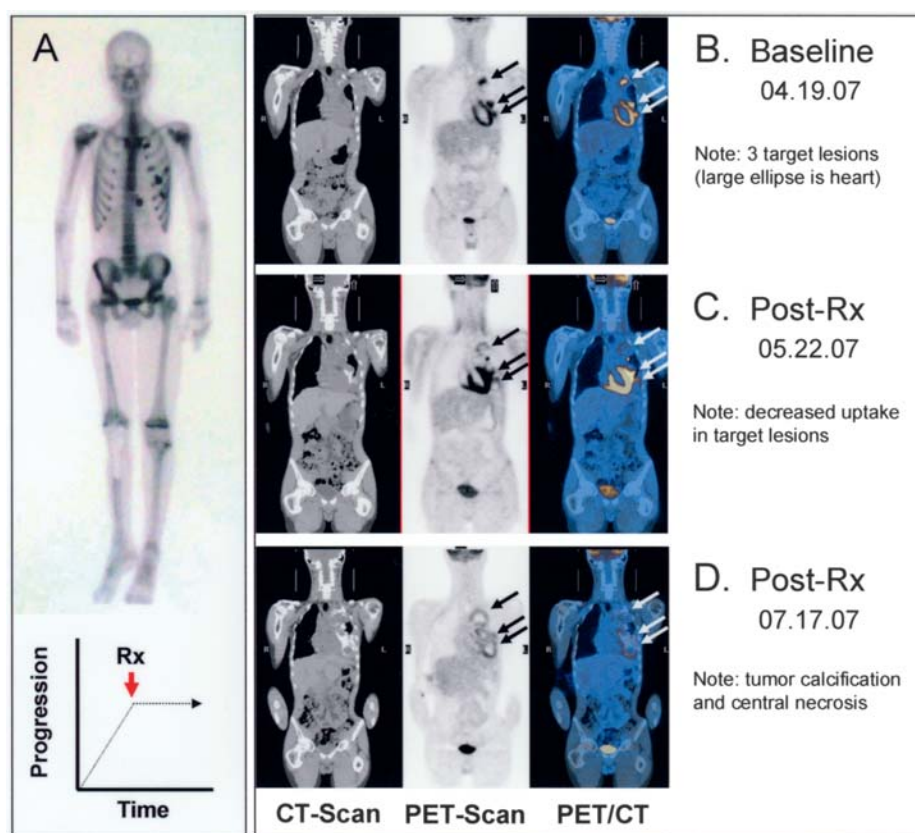 A
Rx
Progression
Time
B. Baseline
04.19.07
Note: 3 target lesions
(large ellipse is heart)
R
L
C. Post-Rx
05.22.07
Note: decreased uptake
in target lesions
R
L
D. Post-Rx
07.17.07
Note: tumor calcification
and central necrosis
R
L
CT-Scan
PET-Scan
PET/CT